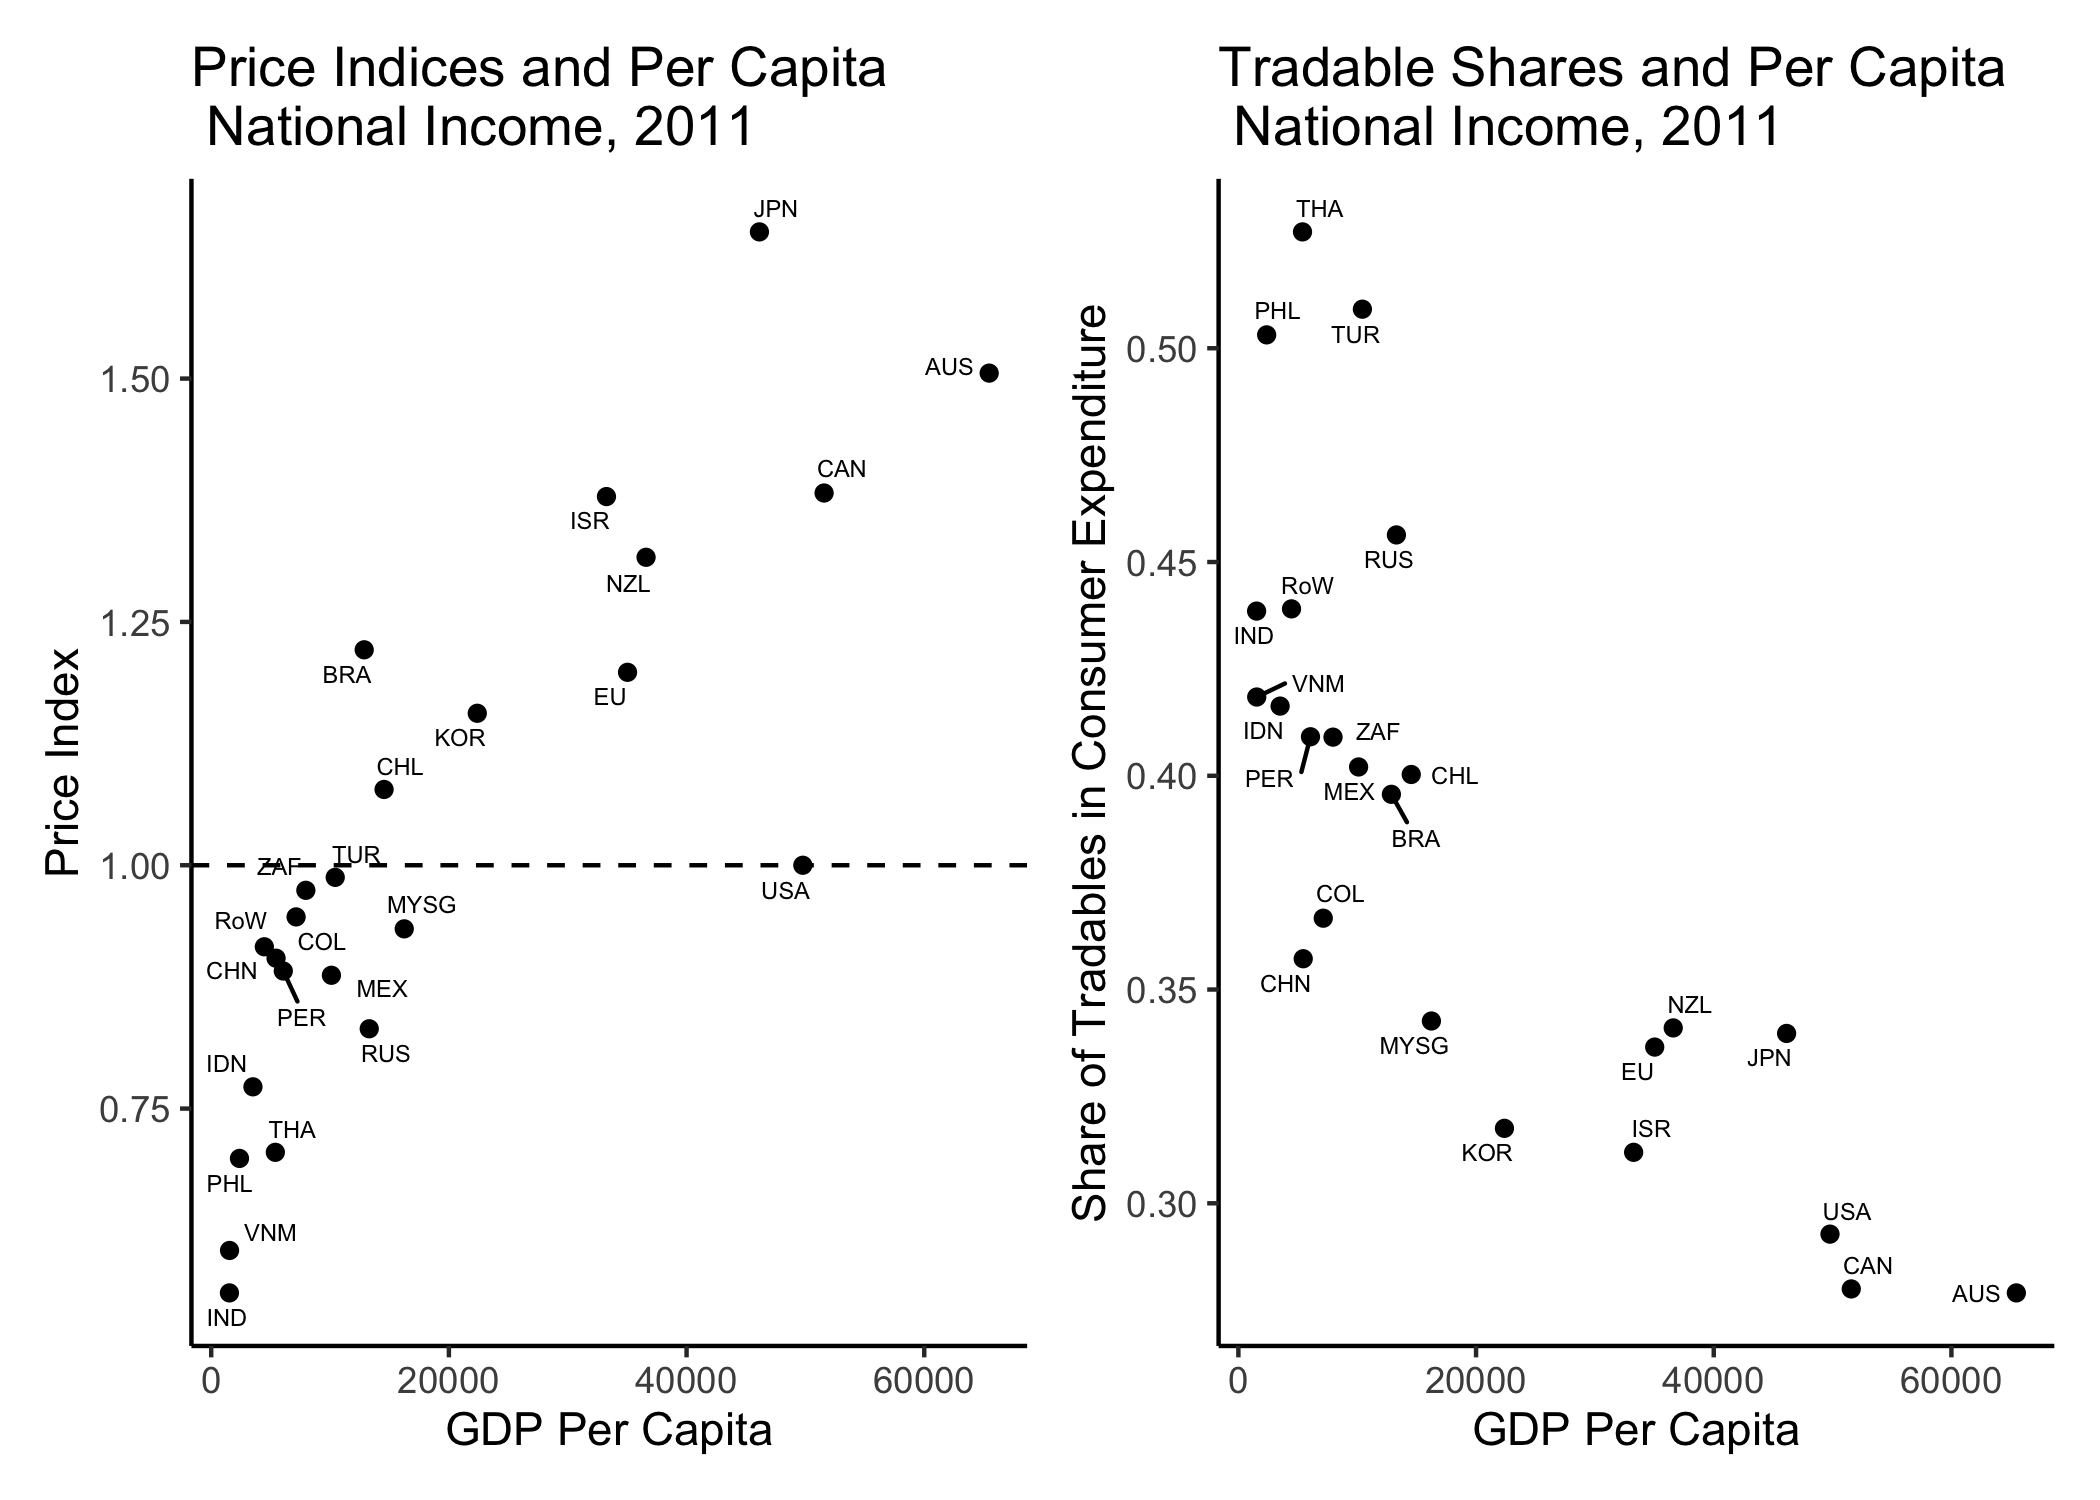 Price Indices and Per Capita
National Income, 2011
Price Index
1.50
1.25
1.00
0.75
JPN
AUS
CAN
ISR
NZL
BRA
EU
KOR
CHL
TUR
ZAF
USA
MYSG
RoW
COL
CHN
MEX
PER
RUS
IDN
THA
PHL
VNM
IND
0
20000
40000
60000
GDP Per Capita
Tradable Shares and Per Capita
National Income, 2011
Share of Tradables in Consumer Expenditure
0.50
0.45
0.40
0.35
0.30
THA
PHL
TUR
RUS
RoW
IND
VNM
IDN
ZAF
PER
MEX
CHL
BRA
COL
CHN
NZL
MYSG
JPN
EU
ISR
KOR
USA
CAN
AUS
0
20000
40000
60000
GDP Per Capita